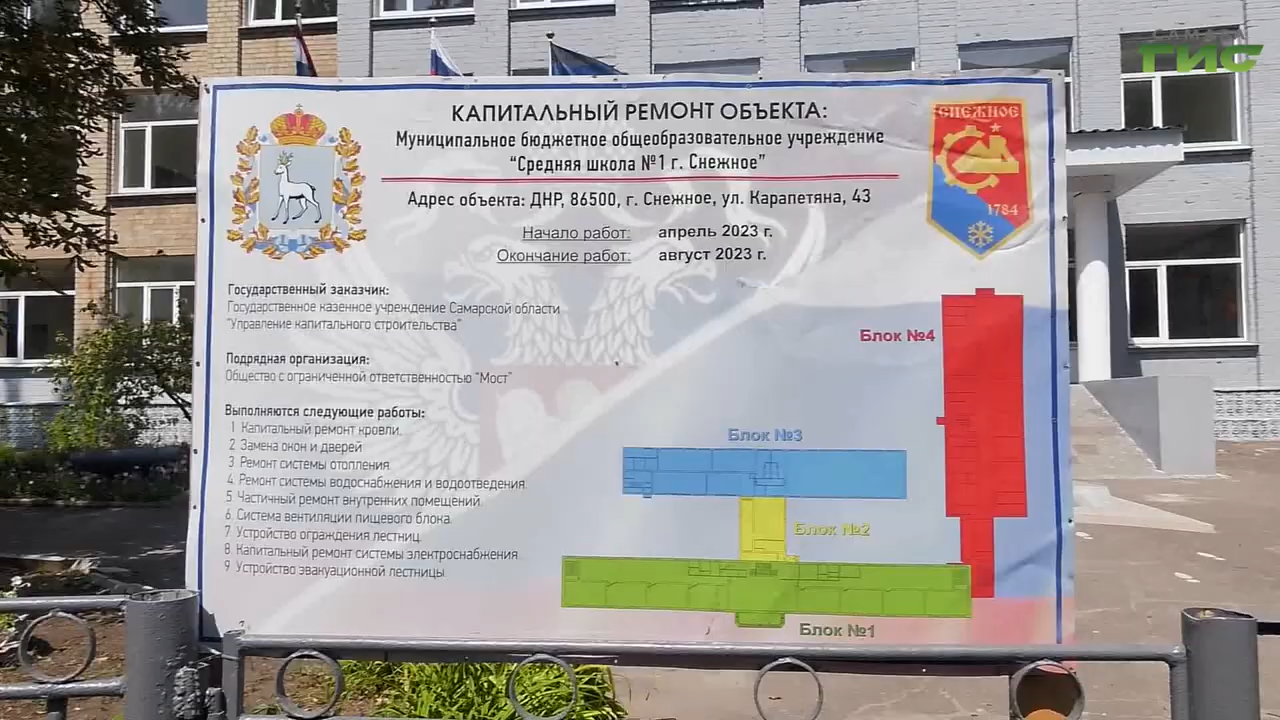 САМАРА
ГИС
КАПИТАЛЬНЫЙ РЕМОНТ ОБЪЕКТА:
Муниципальное бюджетное общеобразовательное учреждение
"Средняя школа №1 г. Снежное"
Адрес объекта: ДНР, 86500, г. Снежное, ул. Карапетяна, 43
Начало работ: апрель 2023 г.
Окончание работ: август 2023 г.
СНЕЖНОЕ
1784
Государственный заказчик:
Государственное казенное учреждение Самарской области
"Управление капитального строительства"
Подрядная организация:
Общество с ограниченной ответственностью "Мост"
Выполняются следующие работы:
1 Капитальный ремонт кровли.
2 Замена окон и дверей
3 Ремонт системы отопления
4. Ремонт системы водоснабжения и водоотведения.
5 Частичный ремонт внутренних помещений.
6. Система вентиляции пищевого блока.
7 Устройство ограждения лестниц.
8 Капитальный ремонт системы электроснабжения.
9 Устройство эвакуационной лестницы
Блок №4
Блок №3
Блок №2
Блок №1